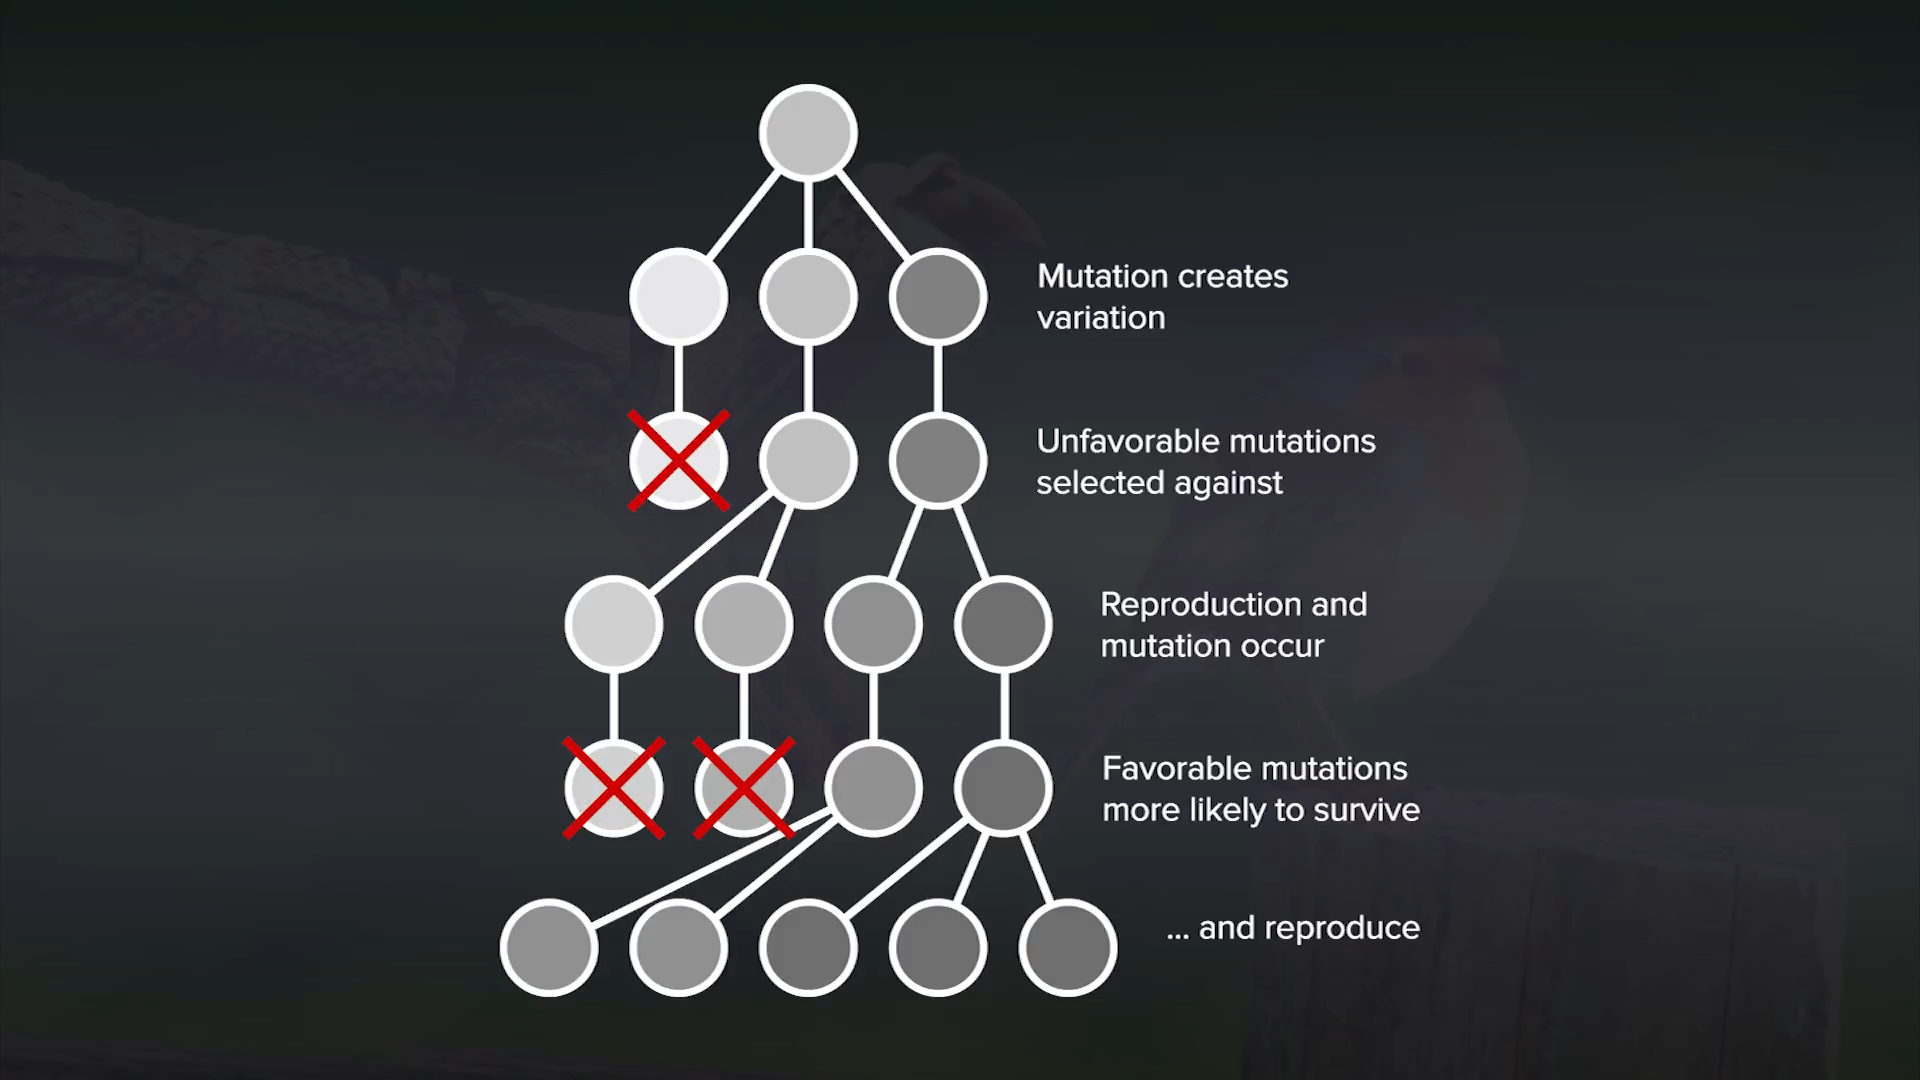 Mutation creates
variation
Unfavorable mutations
selected against
Reproduction and
mutation occur
Favorable mutations
more likely to survive
... and reproduce